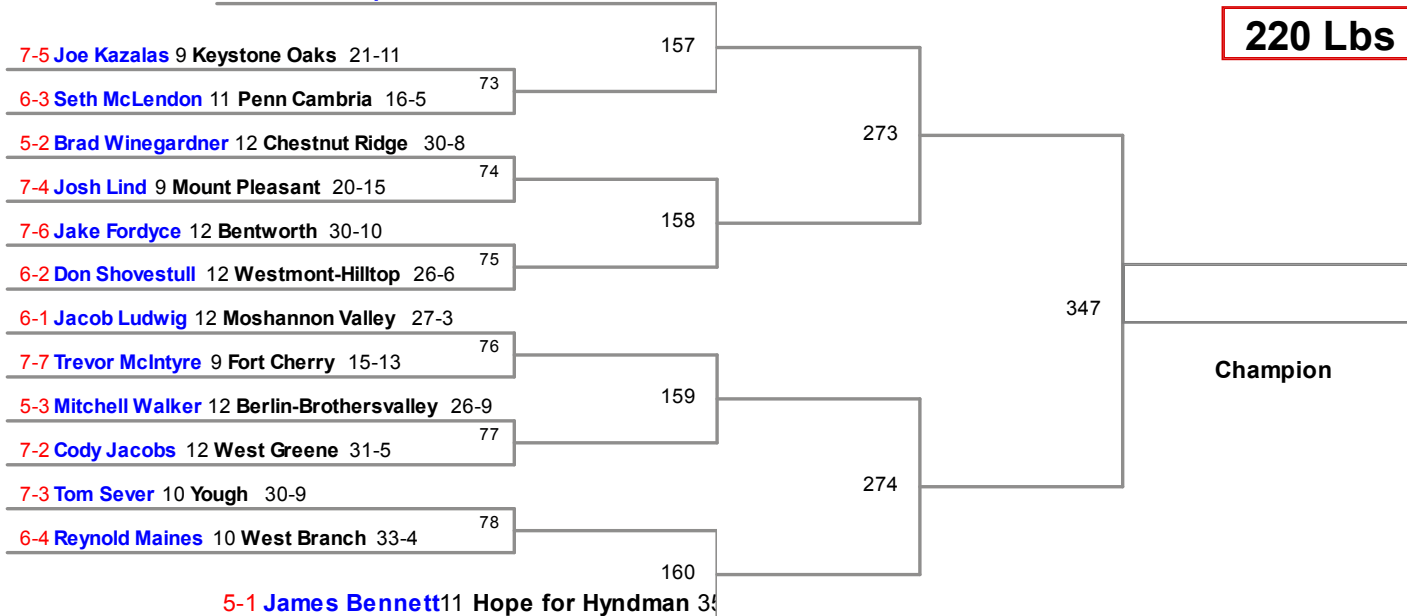 220 Lbs
157
7-5 Joe Kazalas 9 Keystone Oaks 21-11
73
6-3 Seth McLendon 11 Penn Cambria 16-5
273
5-2 Brad Winegardner 12 Chestnut Ridge 30-8
74
7-4 Josh Lind 9 Mount Pleasant 20-15
158
7-6 Jake Fordyce 12 Bentworth 30-10
75
6-2 Don Shovestull 12 Westmont-Hilltop 26-6
347
6-1 Jacob Ludwig 12 Moshannon Valley 27-3
76
7-7 Trevor McIntyre 9 Fort Cherry 15-13
Champion
159
5-3 Mitchell Walker 12 Berlin-Brothersvalley 26-9
77
7-2 Cody Jacobs 12 West Greene 31-5
274
7-3 Tom Sever 10 Yough 30-9
78
6-4 Reynold Maines 10 West Branch 33-4
160
5-1 James Bennett11 Hope for Hyndman